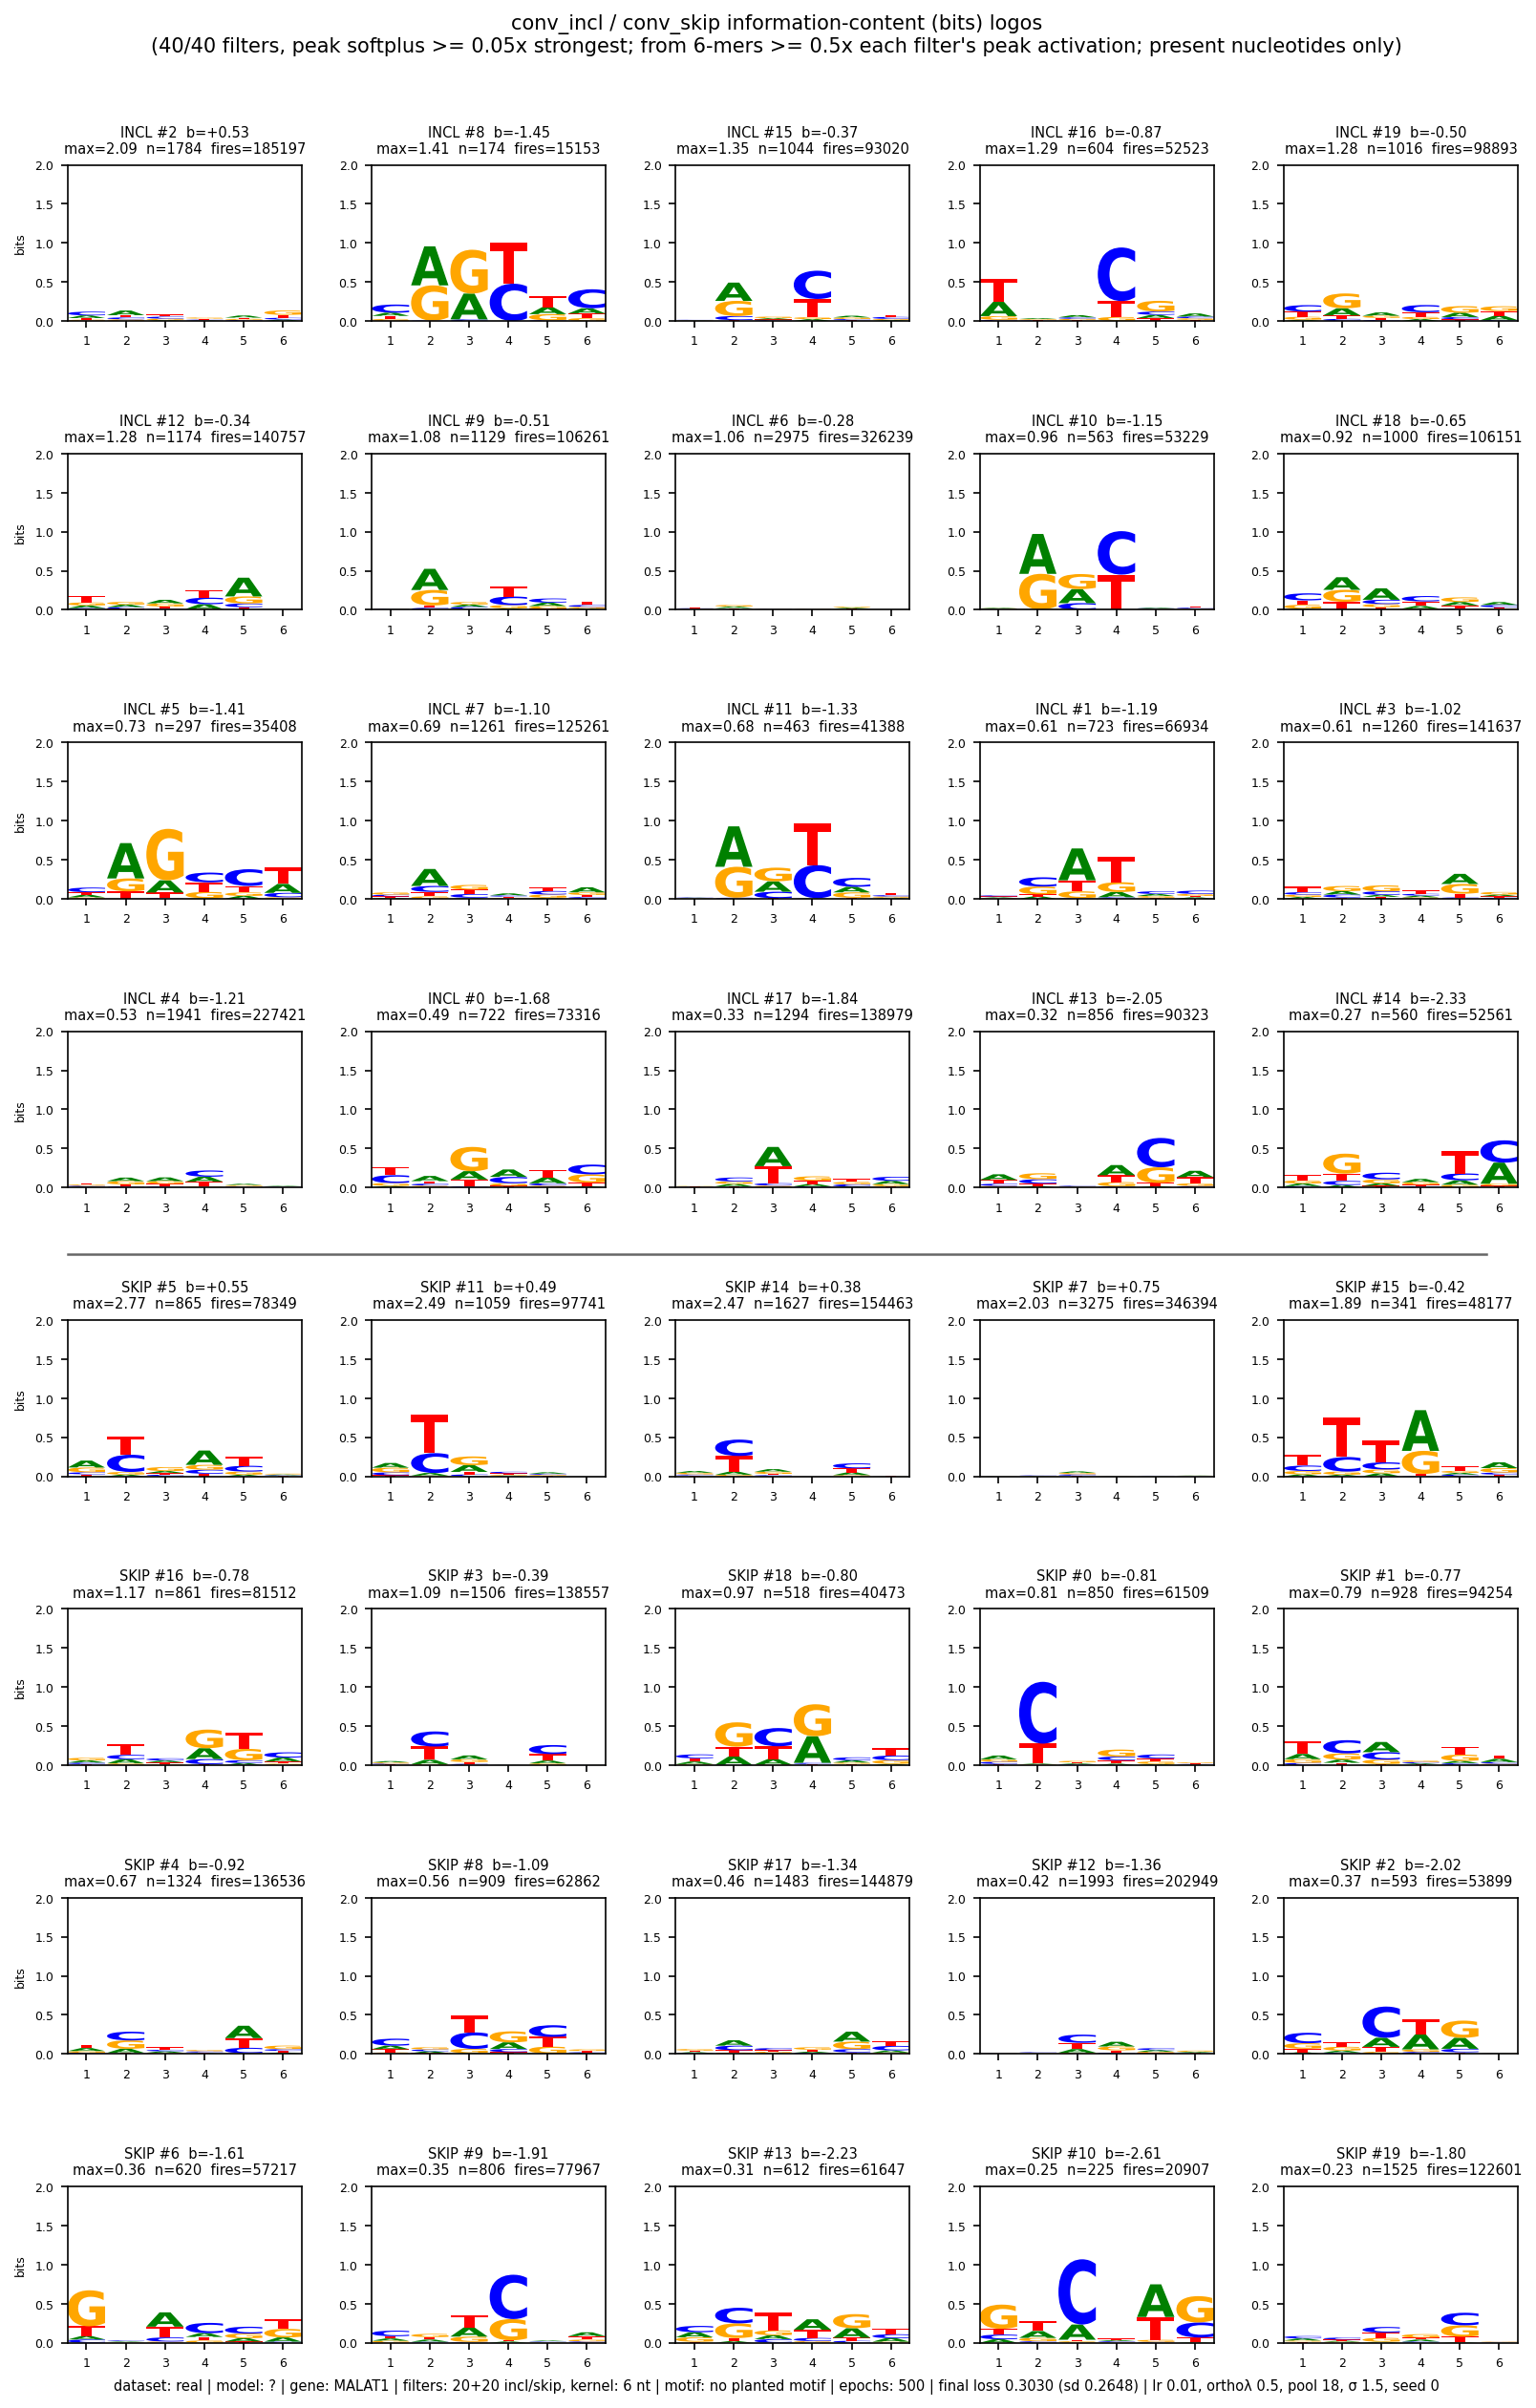 conv_incl / conv_skip information-content (bits) logos
(40/40 filters, peak softplus >= 0.05x strongest; from 6-mers >= 0.5x each filter's peak activation; present nucleotides only)
INCL #2 b=+0.53
max=2.09 n=1784 fires=185197
INCL #8 b=-1.45
max=1.41 n=174 fires=15153
INCL #15 b=-0.37
max=1.35 n=1044 fires=93020
INCL #16 b=-0.87
max=1.29 n=604 fires=52523
INCL #19 b=-0.50
max=1.28 n=1016 fires=98893
INCL #12 b=-0.34
max=1.28 n=1174 fires=140757
INCL #9 b=-0.51
max=1.08 n=1129 fires=106261
INCL #6 b=-0.28
max=1.06 n=2975 fires=326239
INCL #10 b=-1.15
max=0.96 n=563 fires=53229
INCL #18 b=-0.65
max=0.92 n=1000 fires=106151
INCL #5 b=-1.41
max=0.73 n=297 fires=35408
INCL #7 b=-1.10
max=0.69 n=1261 fires=125261
INCL #11 b=-1.33
max=0.68 n=463 fires=41388
INCL #1 b=-1.19
max=0.61 n=723 fires=66934
INCL #3 b=-1.02
max=0.61 n=1260 fires=141637
INCL #4 b=-1.21
max=0.53 n=1941 fires=227421
INCL #0 b=-1.68
max=0.49 n=722 fires=73316
INCL #17 b=-1.84
max=0.33 n=1294 fires=138979
INCL #13 b=-2.05
max=0.32 n=856 fires=90323
INCL #14 b=-2.33
max=0.27 n=560 fires=52561
SKIP #5 b=+0.55
max=2.77 n=865 fires=78349
SKIP #11 b=+0.49
max=2.49 n=1059 fires=97741
SKIP #14 b=+0.38
max=2.47 n=1627 fires=154463
SKIP #7 b=+0.75
max=2.03 n=3275 fires=346394
SKIP #15 b=-0.42
max=1.89 n=341 fires=48177
SKIP #16 b=-0.78
max=1.17 n=861 fires=81512
SKIP #3 b=-0.39
max=1.09 n=1506 fires=138557
SKIP #18 b=-0.80
max=0.97 n=518 fires=40473
SKIP #0 b=-0.81
max=0.81 n=850 fires=61509
SKIP #1 b=-0.77
max=0.79 n=928 fires=94254
SKIP #4 b=-0.92
max=0.67 n=1324 fires=136536
SKIP #8 b=-1.09
max=0.56 n=909 fires=62862
SKIP #17 b=-1.34
max=0.46 n=1483 fires=144879
SKIP #12 b=-1.36
max=0.42 n=1993 fires=202949
SKIP #2 b=-2.02
max=0.37 n=593 fires=53899
SKIP #6 b=-1.61
max=0.36 n=620 fires=57217
SKIP #9 b=-1.91
max=0.35 n=806 fires=77967
SKIP #13 b=-2.23
max=0.31 n=612 fires=61647
SKIP #10 b=-2.61
max=0.25 n=225 fires=20907
SKIP #19 b=-1.80
max=0.23 n=1525 fires=122601
dataset: real | model: ? | gene: MALAT1 | filters: 20+20 incl/skip, kernel: 6 nt | motif: no planted motif | epochs: 500 | final loss 0.3030 (sd 0.2648) | lr 0.01, orthoλ 0.5, pool 18, σ 1.5, seed 0